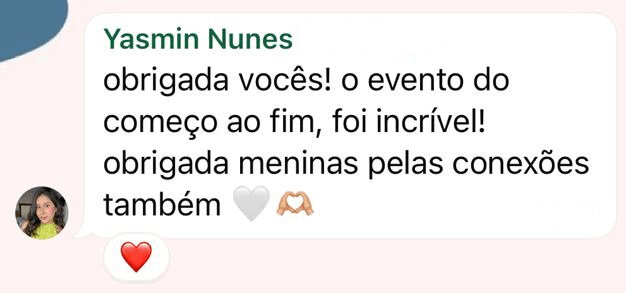 Yasmin Nunes
obrigada vocês! o evento do
começo ao fim, foi incrível!
obrigada meninas pelas conexões
também 🤍🫶🏼
❤️